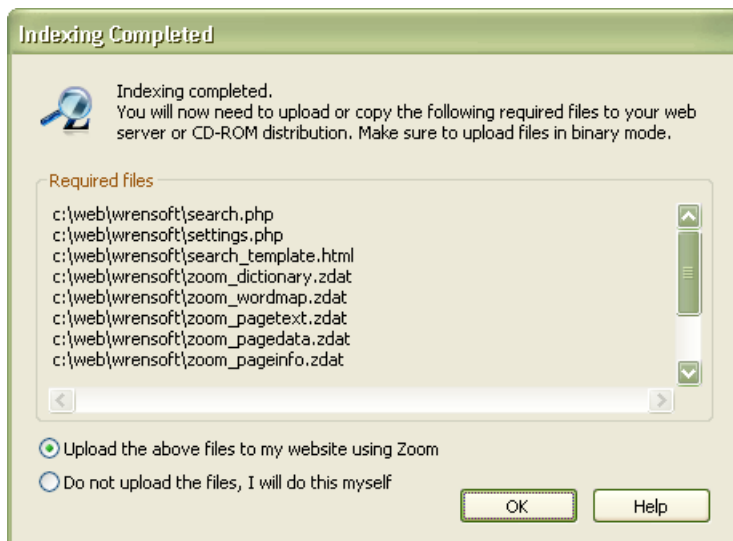 Indexing Completed
Indexing completed.
You will now need to upload or copy the following required files to your web
server or CD-ROM distribution. Make sure to upload files in binary mode.
Required files
c:\web\wrensoft\search.php
c:\web\wrensoft\settings.php
c:\web\wrensoft\search_template.html
c:\web\wrensoft\zoom_dictionary.zdat
c:\web\wrensoft\zoom_wordmap.zdat
c:\web\wrensoft\zoom_pagetext.zdat
c:\web\wrensoft\zoom_pagedata.zdat
c:\web\wrensoft\zoom_pageinfo.zdat
Upload the above files to my website using Zoom
Do not upload the files, I will do this myself
OK
Help